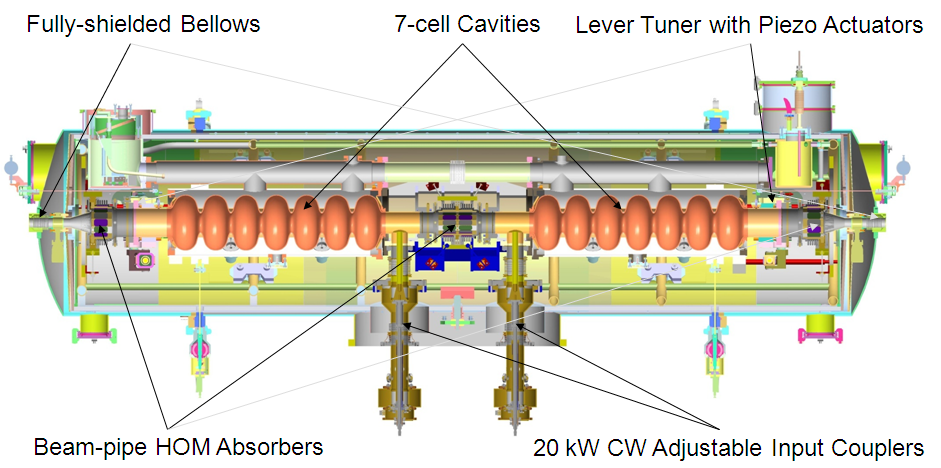 Fully-shielded Bellows
7-cell Cavities
Lever Tuner with Piezo Actuators
Beam-pipe HOM Absorbers
20 kW CW Adjustable Input Couplers